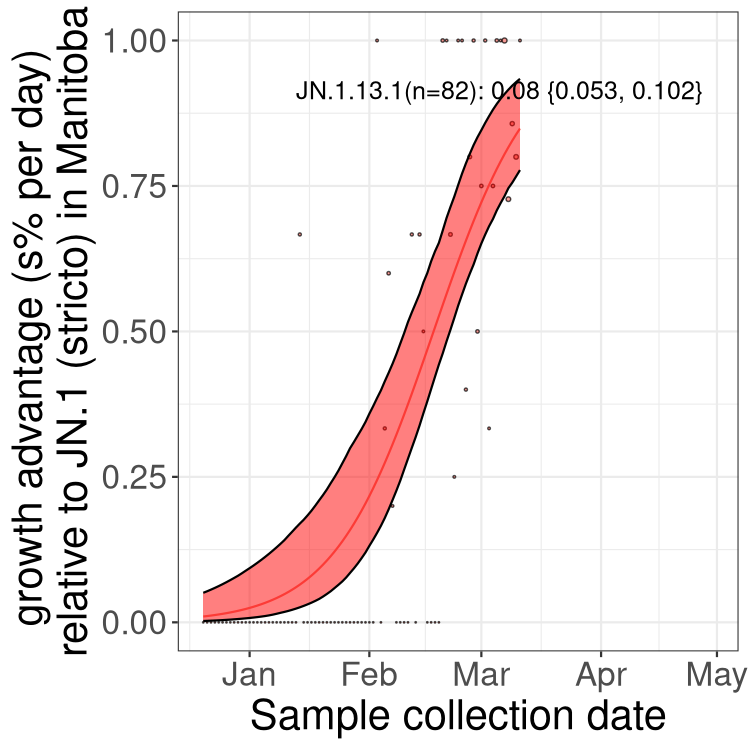 growth advantage (s% per day)
relative to JN.1 (stricto) in Manitoba
1.00
0.75
0.50
0.25
0.00
JN.1.13.1(n=82): 0.08 {0.053, 0.102}
Jan Feb Mar Apr May
Sample collection date